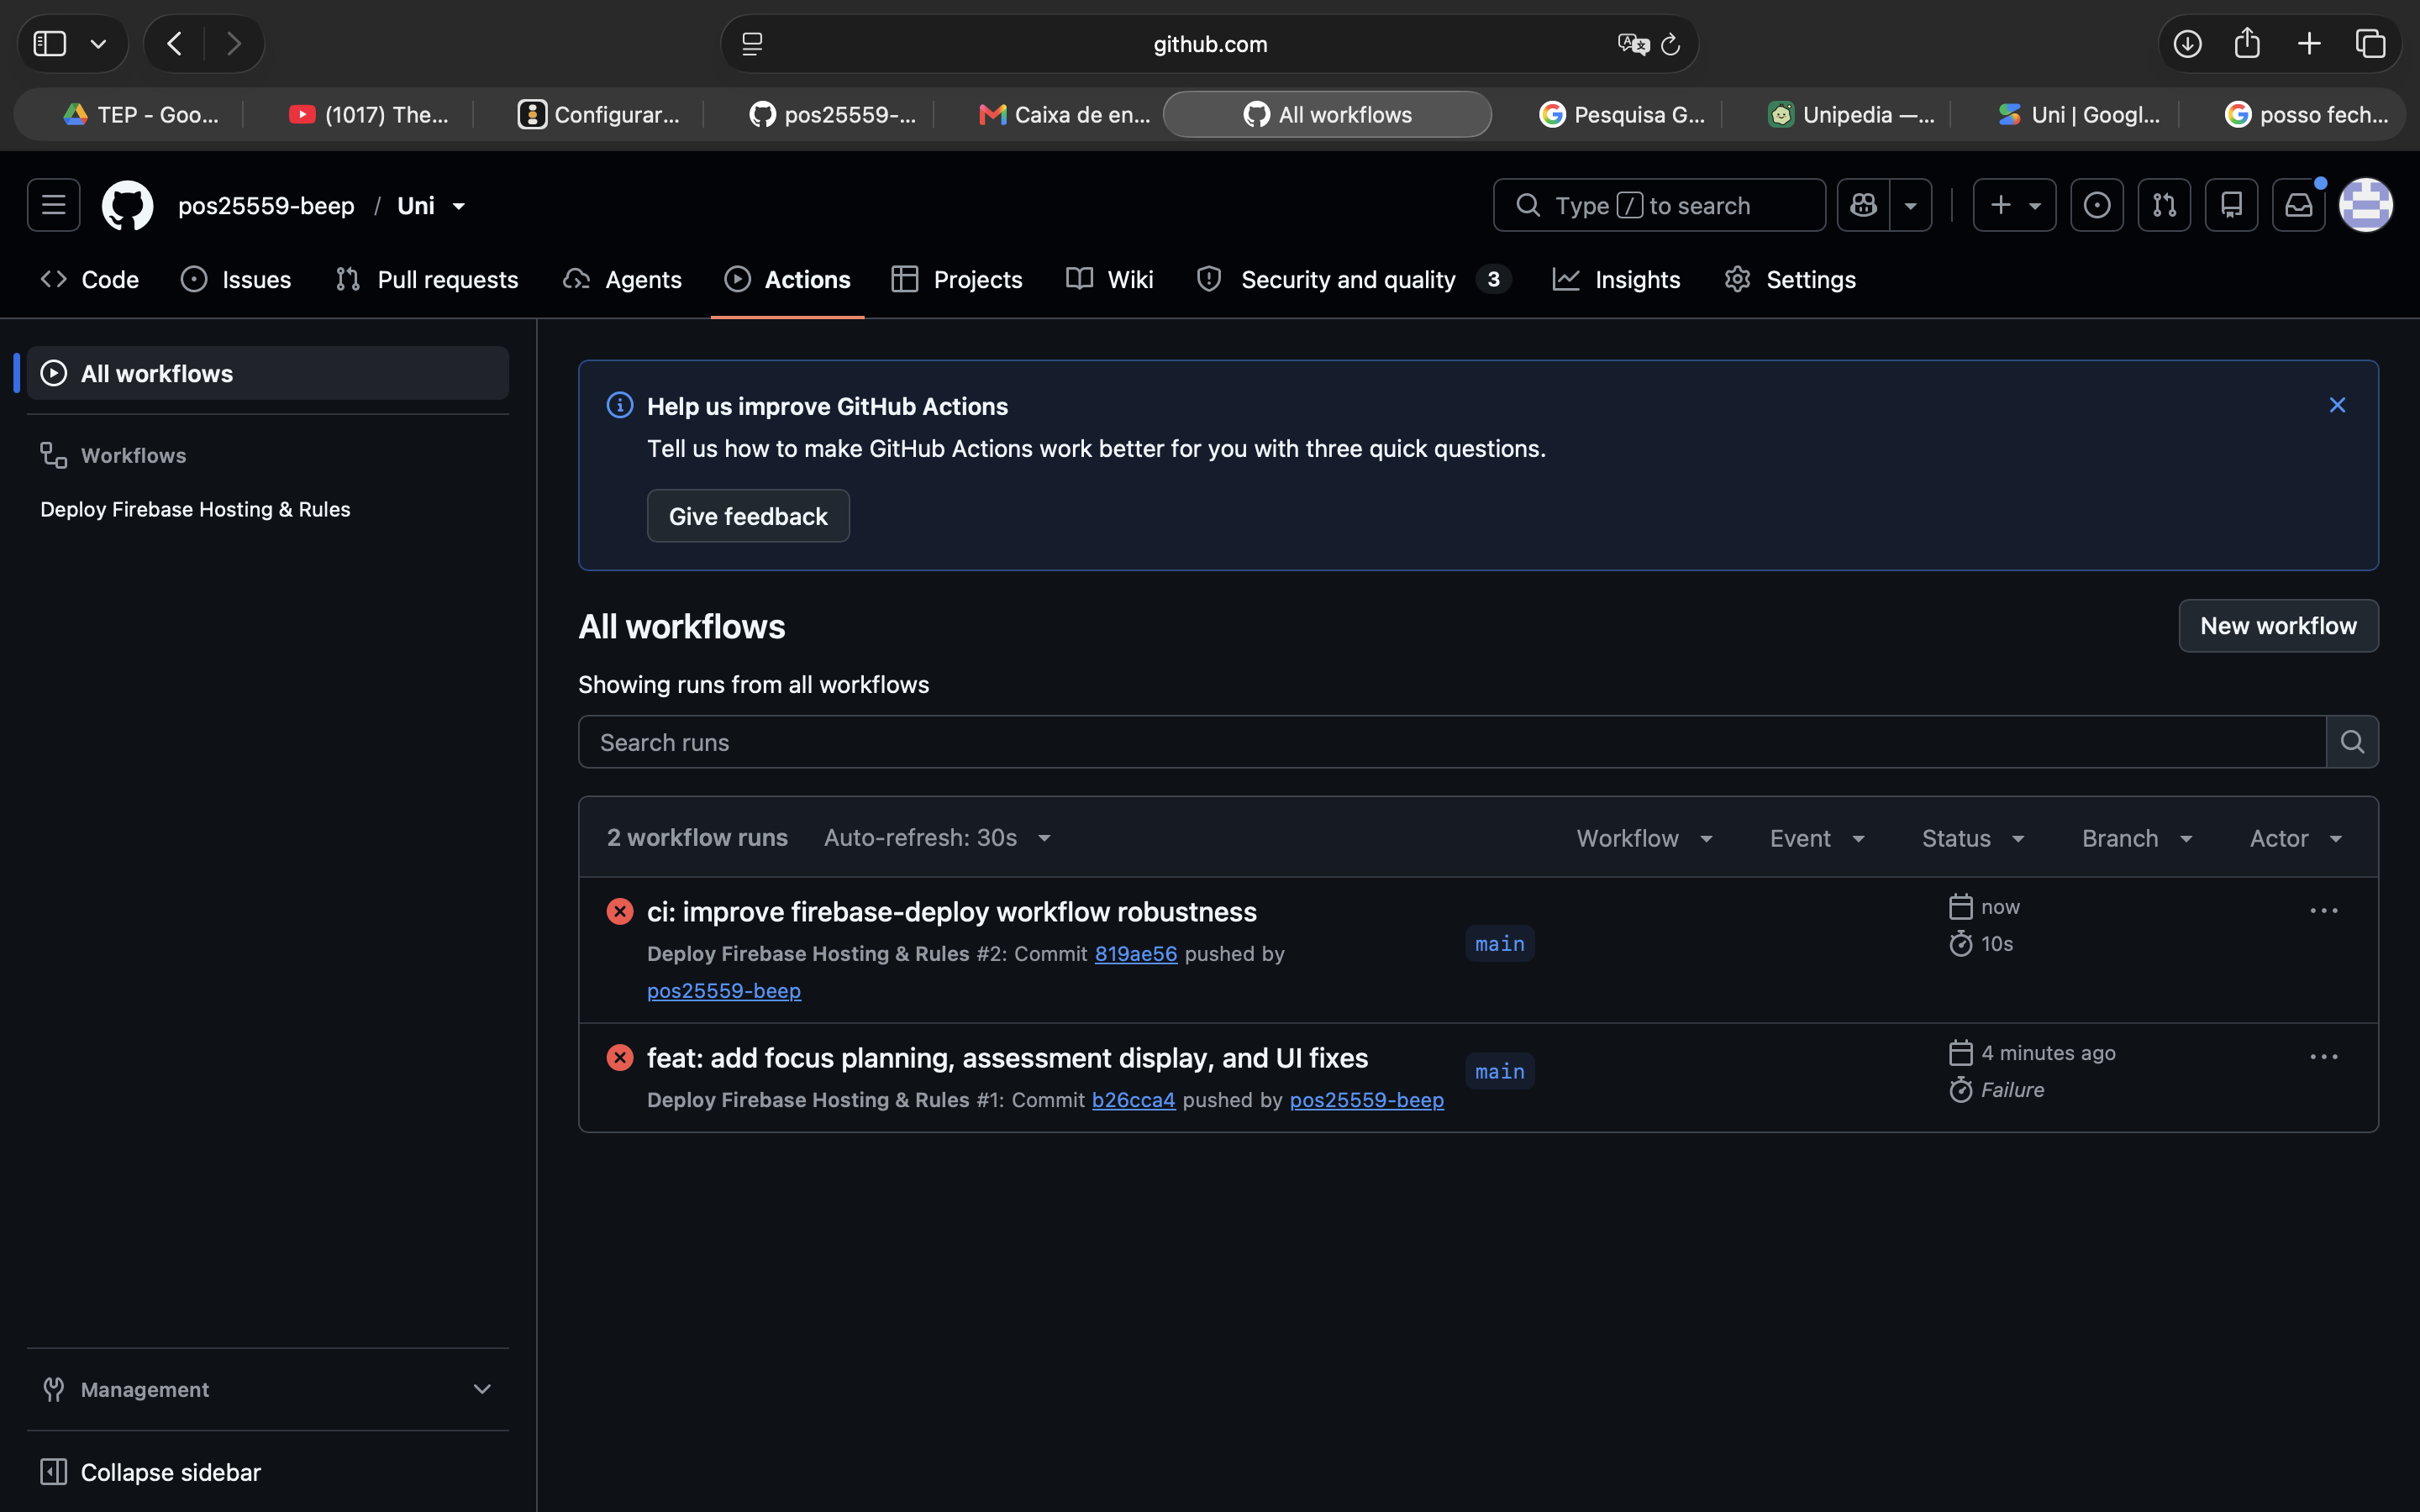 github.com
TEP - Goo...
(1017) The...
Configurar...
pos25559-...
Caixa de en...
All workflows
Pesquisa G...
Unipedia —...
Uni | Googl...
posso fech...
pos25559-beep / Uni
Type / to search
Code
Issues
Pull requests
Agents
Actions
Projects
Wiki
Security and quality 3
Insights
Settings
All workflows
Workflows
Deploy Firebase Hosting & Rules
Management
Collapse sidebar
Help us improve GitHub Actions
Tell us how to make GitHub Actions work better for you with three quick questions.
Give feedback
All workflows
New workflow
Showing runs from all workflows
Search runs
2 workflow runs Auto-refresh: 30s Workflow Event Status Branch Actor
ci: improve firebase-deploy workflow robustness
Deploy Firebase Hosting & Rules #2: Commit 819ae56 pushed by
pos25559-beep
main
now
10s
feat: add focus planning, assessment display, and UI fixes
Deploy Firebase Hosting & Rules #1: Commit b26cca4 pushed by pos25559-beep
main
4 minutes ago
Failure